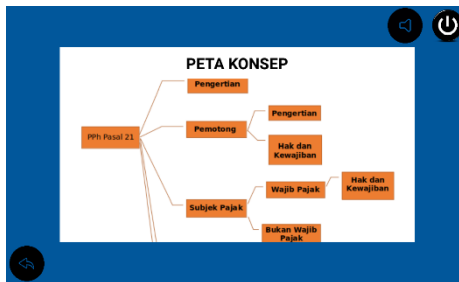 PETA KONSEP
Pengertian
PPh Pasal 21
Pemotong
Pengertian
Hak dan
Kewajiban
Subjek Pajak
Wajib Pajak
Hak dan
Kewajiban
Bukan Wajib
Pajak